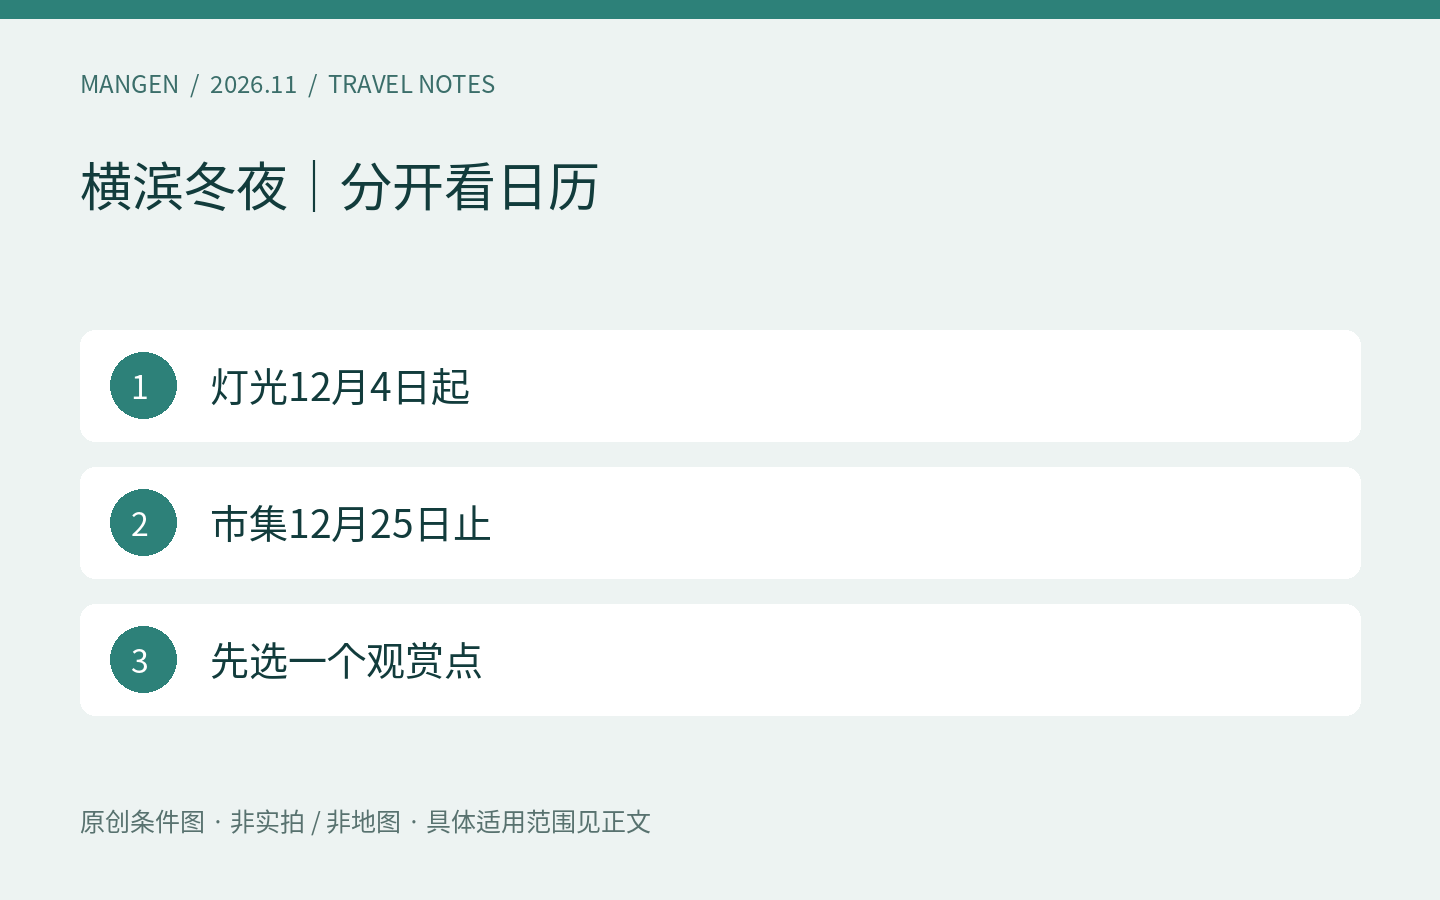 MANGEN / 2026.11 / TRAVEL NOTES
横滨冬夜｜分开看日历
1 灯光12月4日起
2 市集12月25日止
3 先选一个观赏点
原创条件图 · 非实拍 / 非地图 · 具体适用范围见正文